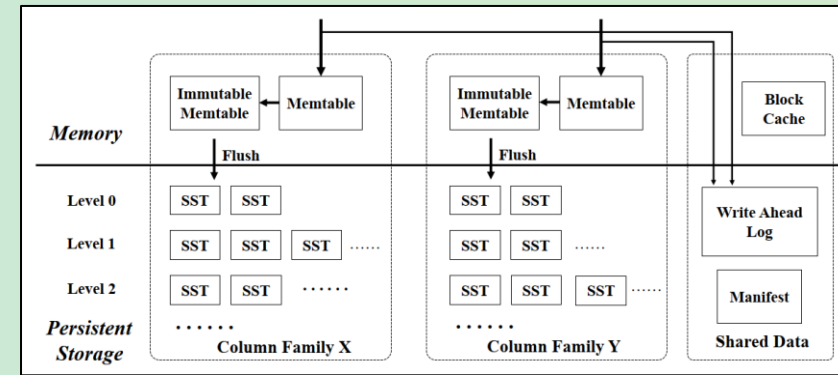 Immutable
Memtable
Memtable
Immutable
Memtable
Memtable
Block
Cache
Memory
Flush
Flush
Level 0
SST
SST
SST
SST
Write Ahead
Log
Level 1
SST
SST
SST
......
SST
SST
......
Level 2
SST
SST
......
SST
SST
SST
......
Manifest
Persistent
Storage
......
Column Family X
......
Column Family Y
Shared Data